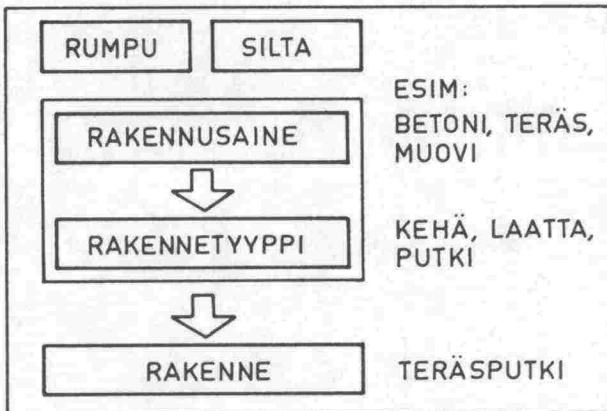 RUMPU
SILTA
ESIM:
RAKENNUSAINE
BETONI, TERÄS,
MUOVI
RAKENNETYYPPI
KEHÄ, LAATTA,
PUTKI
RAKENNE
TERÄSPUTKI